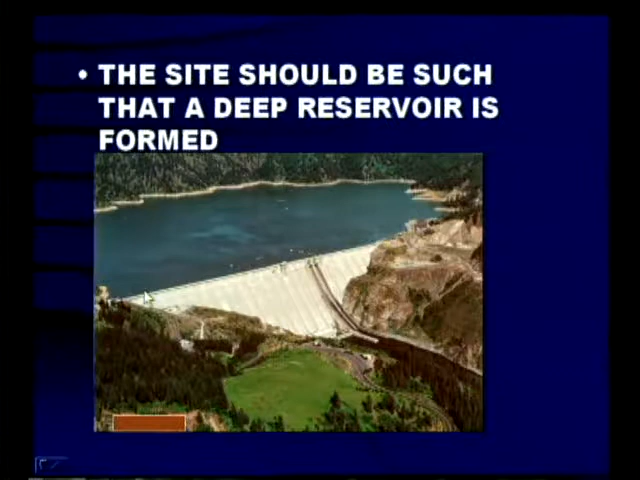 • THE SITE SHOULD BE SUCH
THAT A DEEP RESERVOIR IS
FORMED